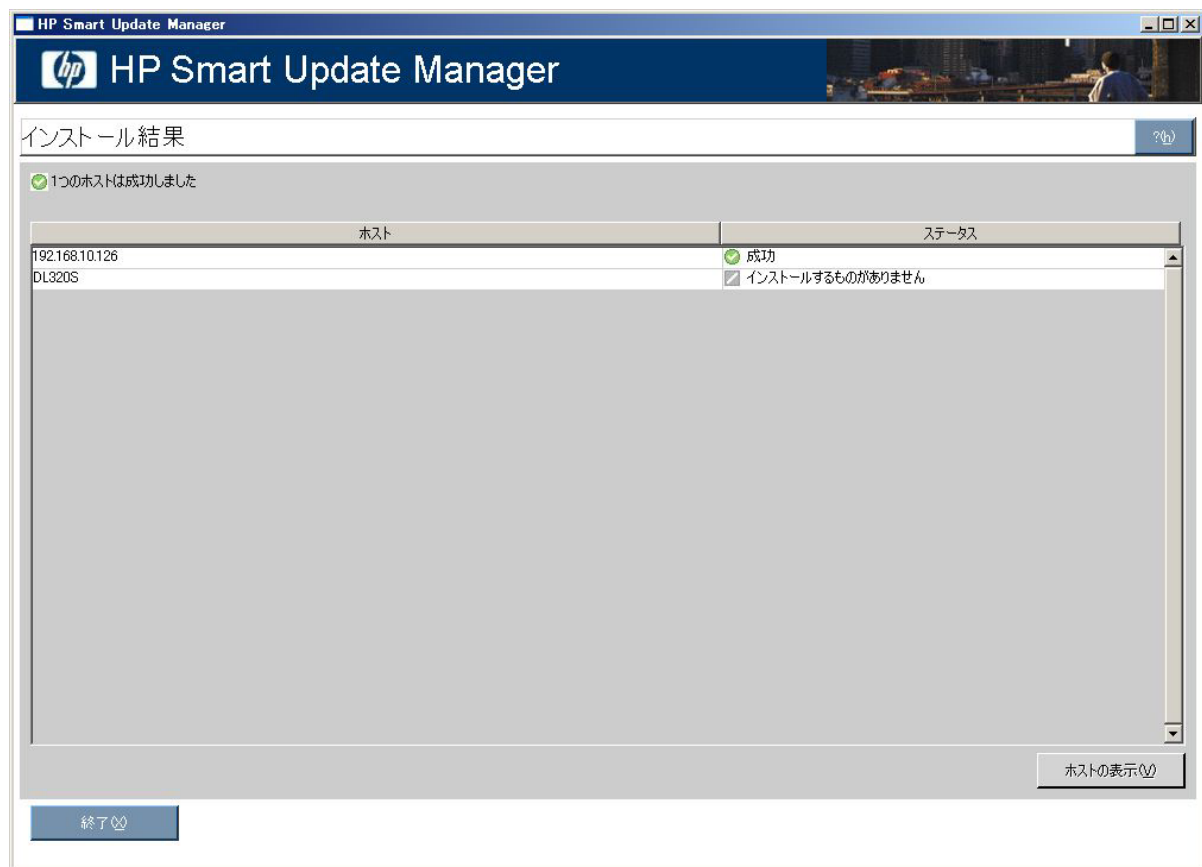 HP Smart Update Manager
hp HP Smart Update Manager
インストール結果
?(h)
1つのホストは成功しました
ホスト ステータス
192.168.10.126 成功
DL320S インストールするものがありません
ホストの表示(V)
終了(X)